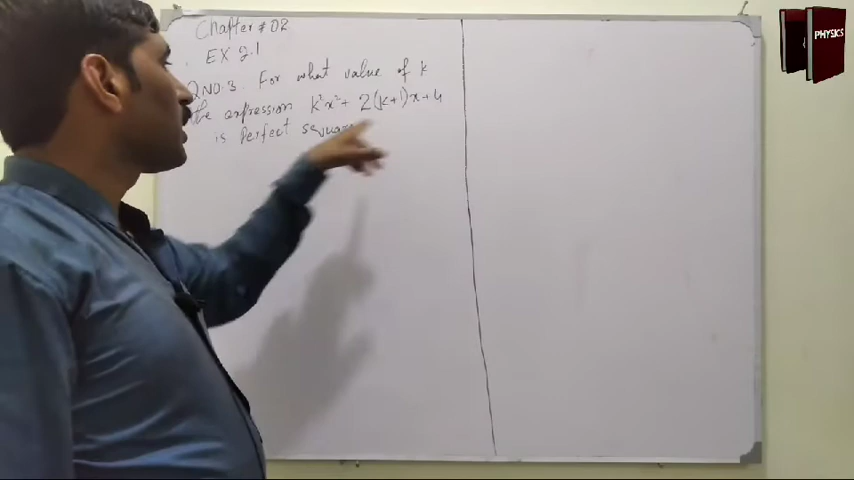 Chapter # 02
EX 2.1
QNO.3. For what value of k
the expression k²x² + 2(k+1)x+4
is perfect square
PHYSICS